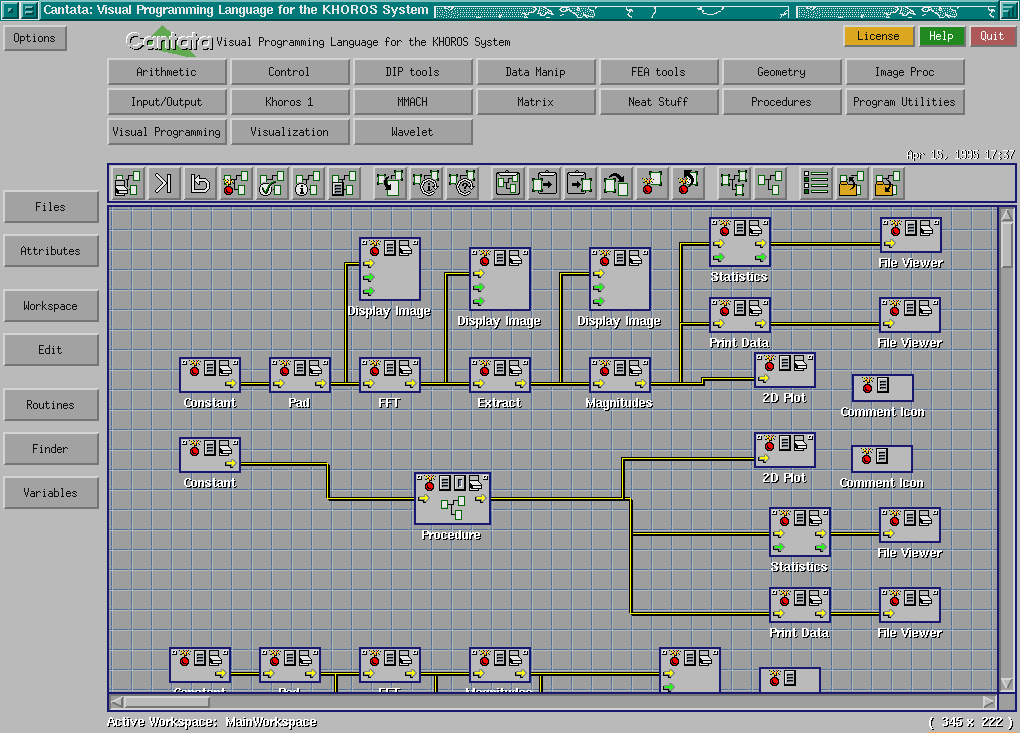 Cantata: Visual Programming Language for the KHOROS System
Options
Cantata Visual Programming Language for the KHOROS System
License Help Quit
Arithmetic Control DIP tools Data Manip FEA tools Geometry Image Proc
Input/Output Khoros 1 MMACH Matrix Neat Stuff Procedures Program Utilities
Visual Programming Visualization Wavelet
Apr 15, 1995 17:37
Files
Attributes
Workspace
Edit
Routines
Finder
Variables
Statistics File Viewer
Display Image Display Image Display Image
Print Data File Viewer
Constant Pad FFT Extract Magnitudes 2D Plot Comment Icon
Constant 2D Plot Comment Icon
Procedure
Statistics File Viewer
Print Data File Viewer
Constant Pad FFT Magnitudes
Active Workspace: MainWorkspace ( 345 x 222 )